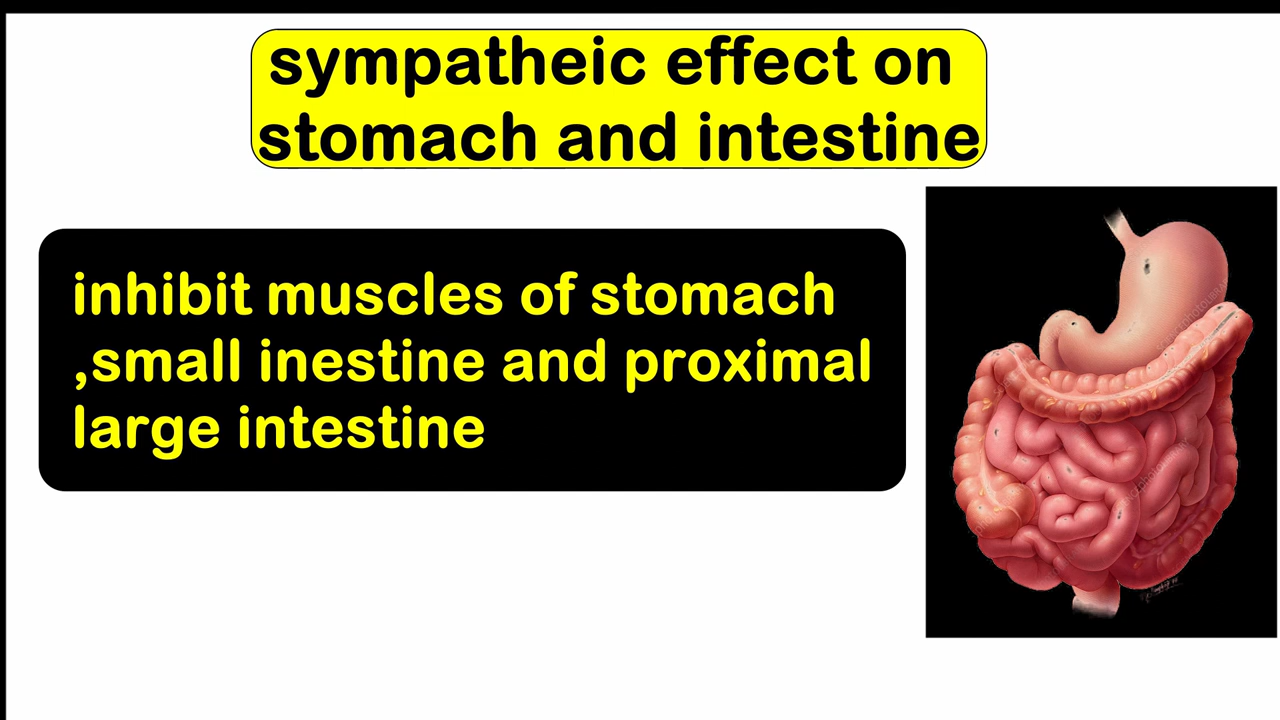 sympatheic effect on
stomach and intestine
inhibit muscles of stomach
,small inestine and proximal
large intestine